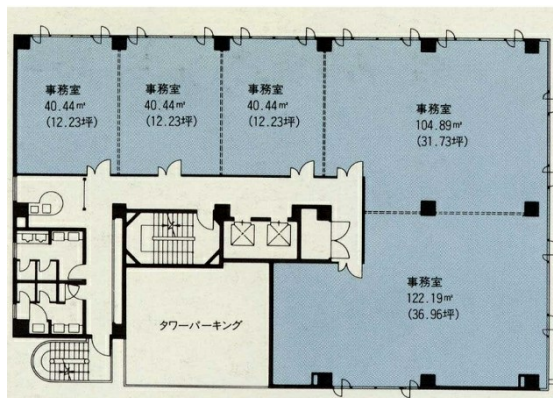 事務室
40.44㎡
(12.23坪)
事務室
40.44㎡
(12.23坪)
事務室
40.44㎡
(12.23坪)
事務室
104.89㎡
(31.73坪)
事務室
122.19㎡
(36.96坪)
タワーパーキング